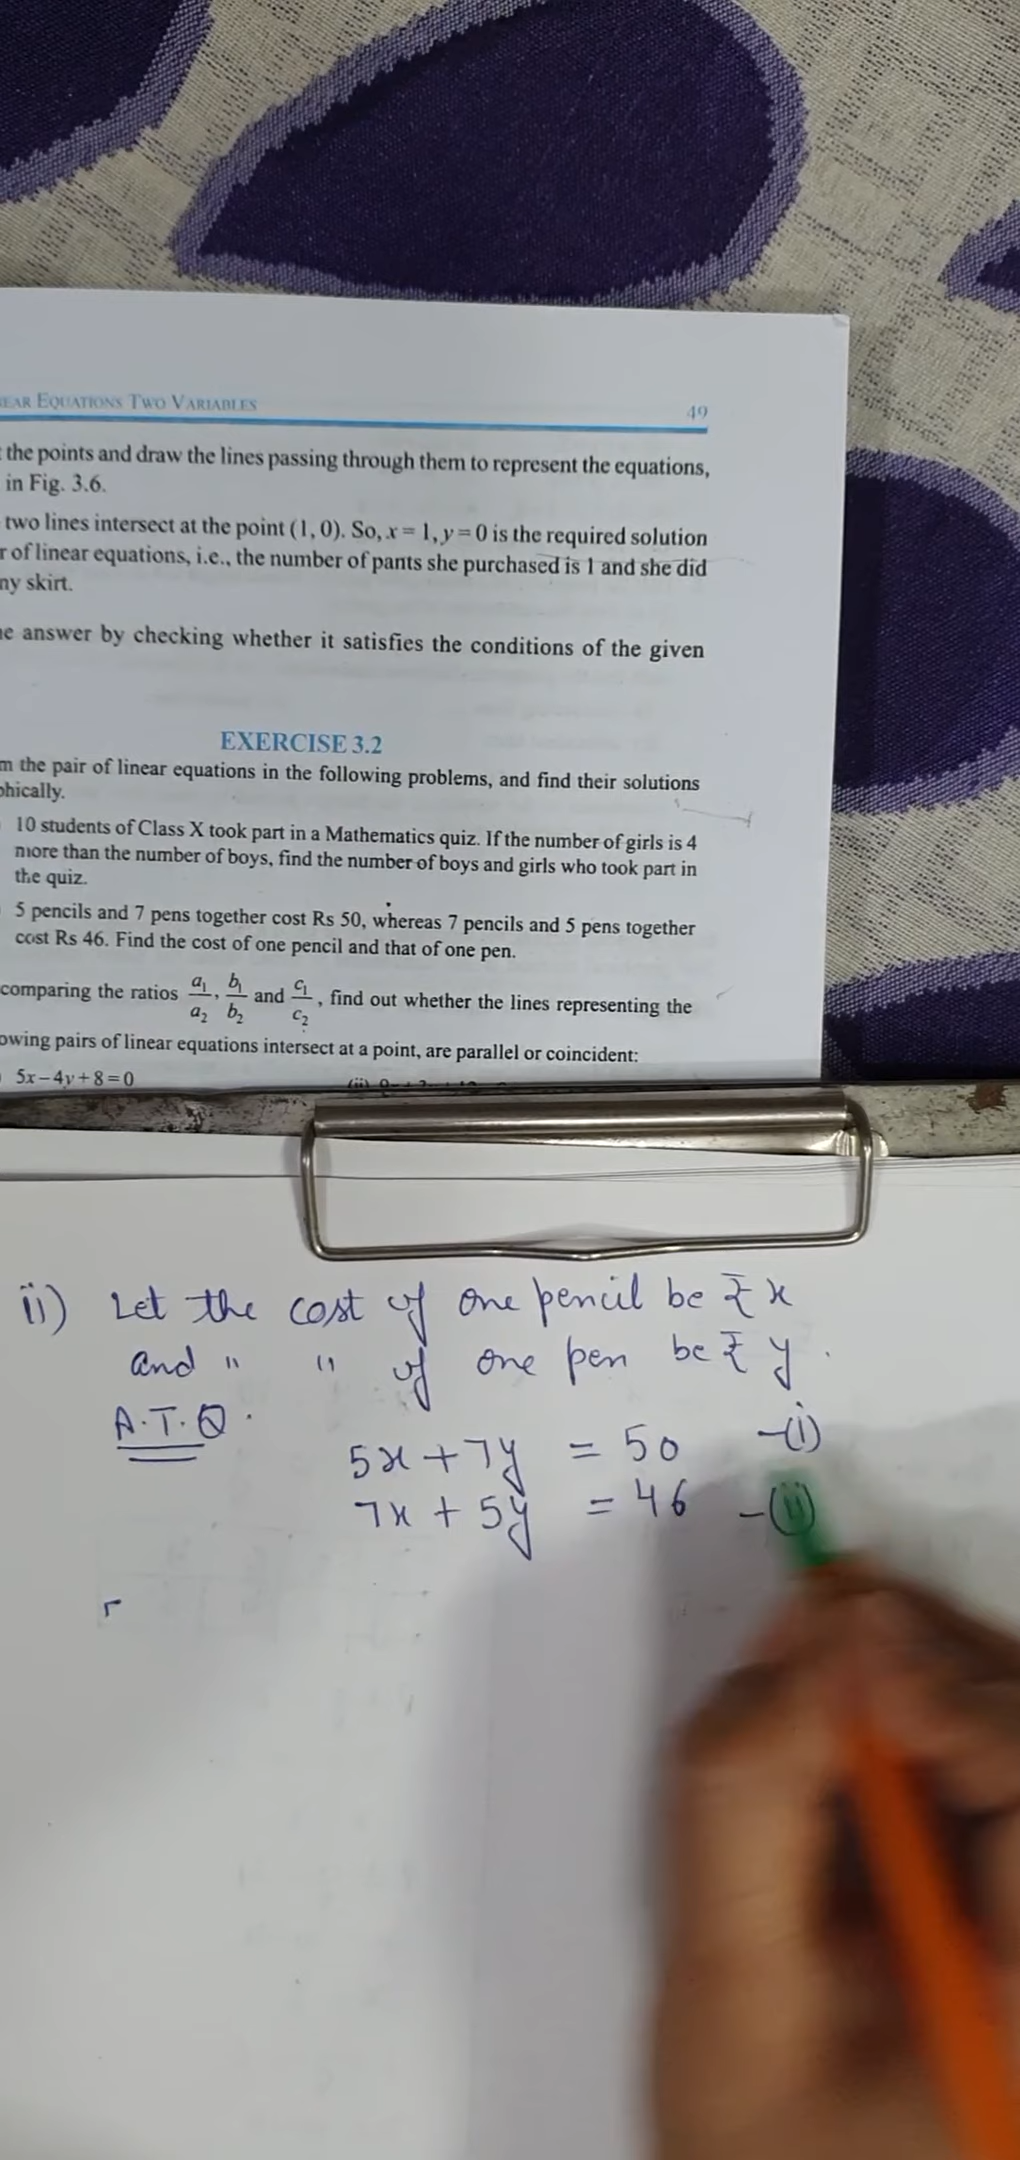 EAR EQUATIONS TWO VARIABLES 49
the points and draw the lines passing through them to represent the equations,
in Fig. 3.6.
two lines intersect at the point (1, 0). So, x = 1, y = 0 is the required solution
r of linear equations, i.e., the number of pants she purchased is 1 and she did
ny skirt.
e answer by checking whether it satisfies the conditions of the given
EXERCISE 3.2
m the pair of linear equations in the following problems, and find their solutions
phically.
10 students of Class X took part in a Mathematics quiz. If the number of girls is 4
more than the number of boys, find the number of boys and girls who took part in
the quiz.
5 pencils and 7 pens together cost Rs 50, whereas 7 pencils and 5 pens together
cost Rs 46. Find the cost of one pencil and that of one pen.
comparing the ratios a₁/a₂, b₁/b₂ and c₁/c₂, find out whether the lines representing the
owing pairs of linear equations intersect at a point, are parallel or coincident:
5x – 4y + 8 = 0 (ii)
ii) Let the cost of one pencil be ₹ x
and " " of one pen be ₹ y.
A.T.Q.
5x + 7y = 50 -(i)
7x + 5y = 46 -(ii)